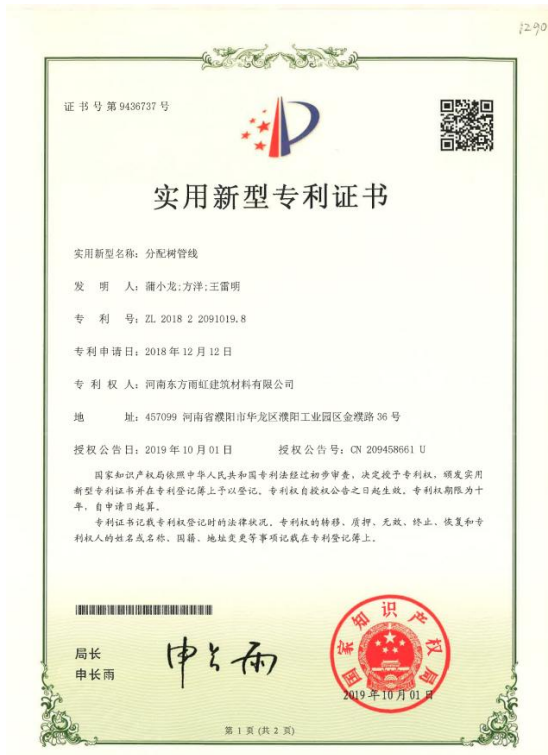 1290
证书号第9436737号
实用新型专利证书
实用新型名称：分配树管线
发明人：蒲小龙;方洋;王雷明
专利号：ZL 2018 2 2091019.8
专利申请日：2018年12月12日
专利权人：河南东方雨虹建筑材料有限公司
地址：457099 河南省濮阳市华龙区濮阳工业园区金濮路36号
授权公告日：2019年10月01日 授权公告号：CN 209458661 U
国家知识产权局依照中华人民共和国专利法经过初步审查，决定授予专利权，颁发实用
新型专利证书并在专利登记簿上予以登记。专利权自授权公告之日起生效。专利权期限为十
年，自申请日起算。
专利证书记载专利权登记时的法律状况。专利权的转移、质押、无效、终止、恢复和专
利权人的姓名或名称、国籍、地址变更等事项记载在专利登记簿上。
局长
申长雨
申长雨
国家知识产权局
2019年10月01日
第1页(共2页)